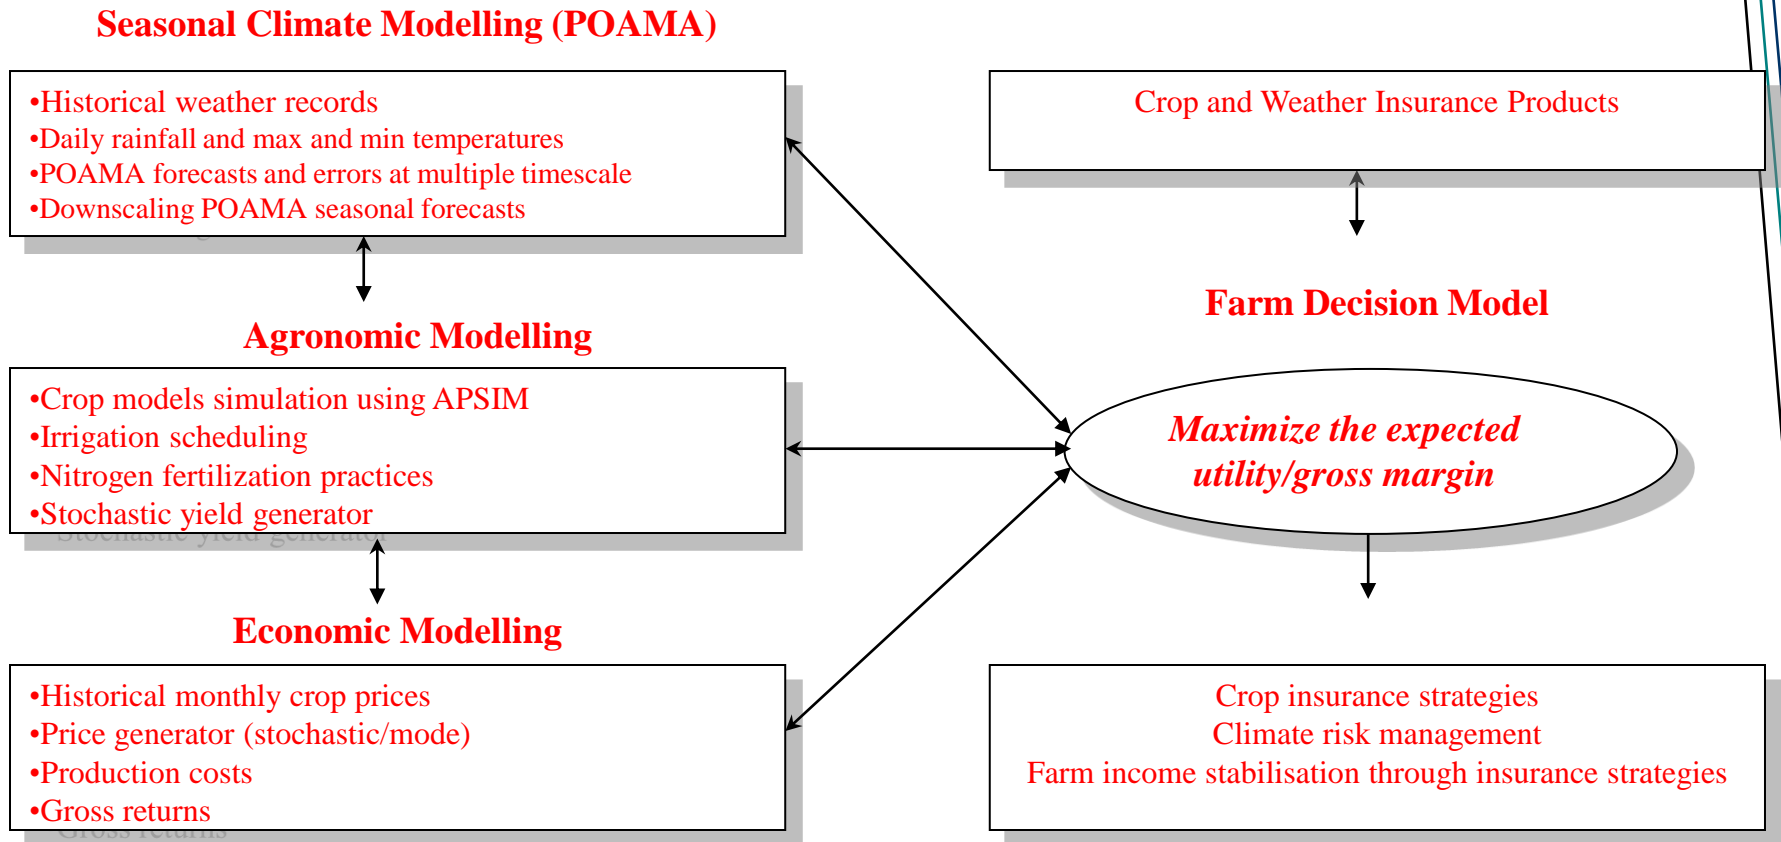 Seasonal Climate Modelling (POAMA)
•Historical weather records
•Daily rainfall and max and min temperatures
•POAMA forecasts and errors at multiple timescale
•Downscaling POAMA seasonal forecasts
Agronomic Modelling
•Crop models simulation using APSIM
•Irrigation scheduling
•Nitrogen fertilization practices
•Stochastic yield generator
Economic Modelling
•Historical monthly crop prices
•Price generator (stochastic/mode)
•Production costs
•Gross returns
Crop and Weather Insurance Products
Farm Decision Model
Maximize the expected
utility/gross margin
Crop insurance strategies
Climate risk management
Farm income stabilisation through insurance strategies